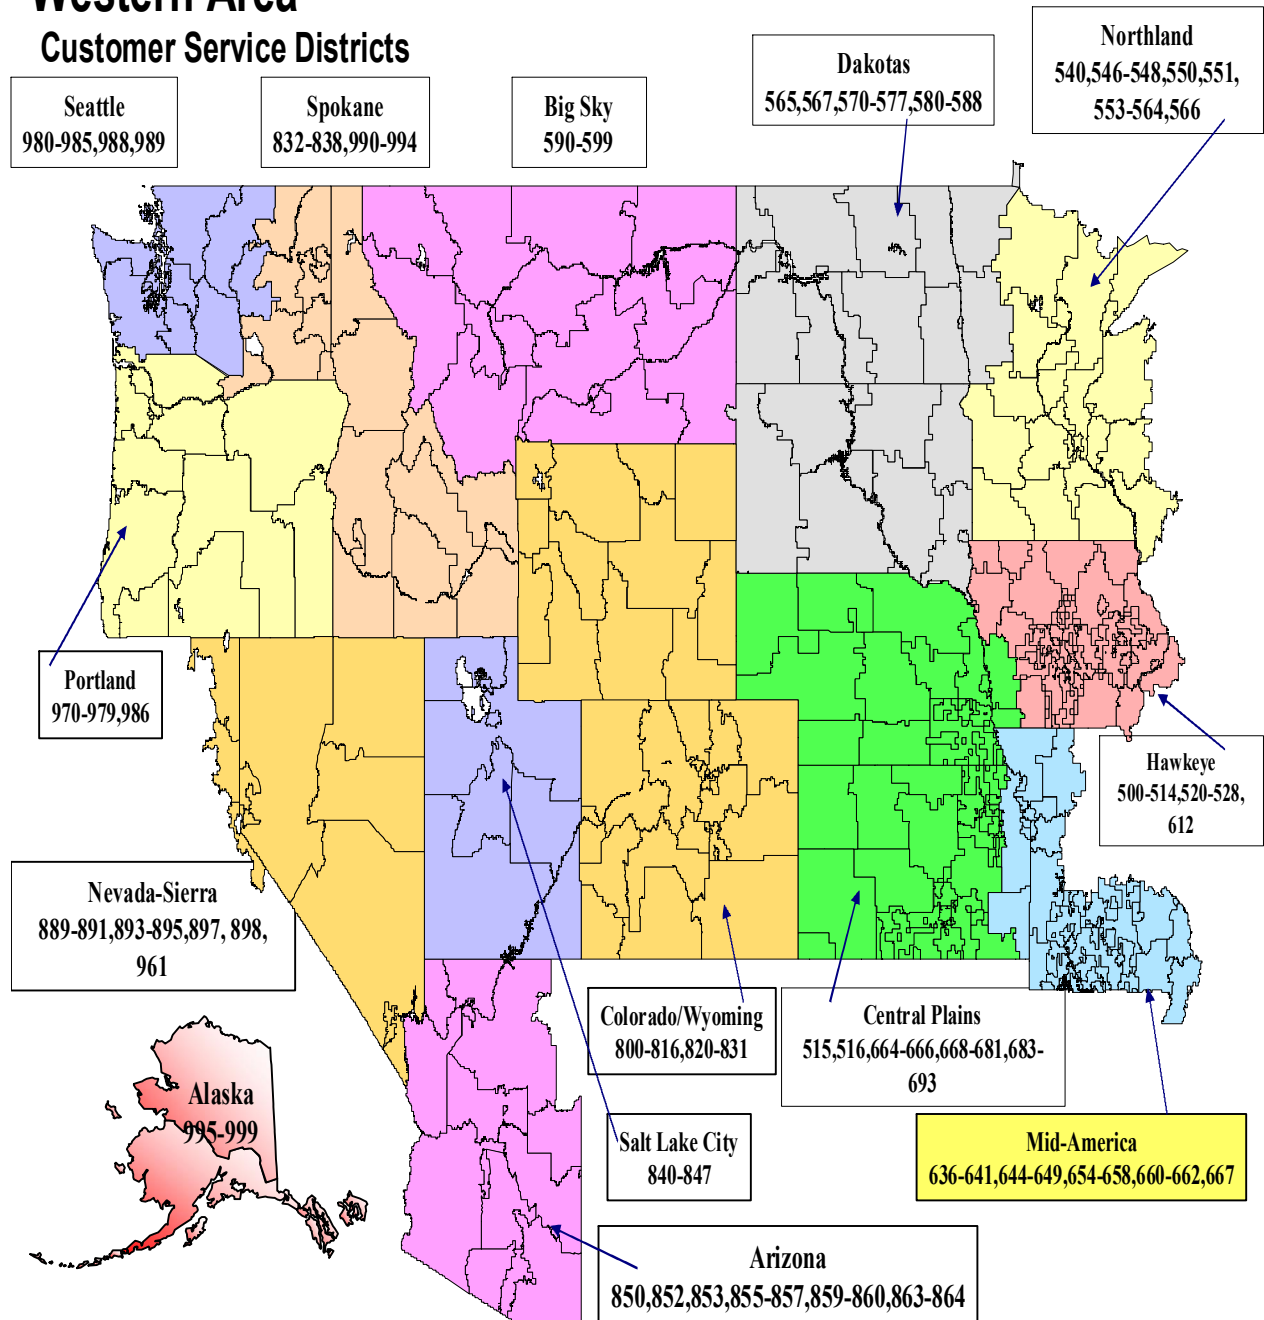 Western Area
Customer Service Districts
Seattle
980-985,988,989
Spokane
832-838,990-994
Big Sky
590-599
Dakotas
565,567,570-577,580-588
Northland
540,546-548,550,551,
553-564,566
Portland
970-979,986
Hawkeye
500-514,520-528,
612
Nevada-Sierra
889-891,893-895,897, 898,
961
Colorado/Wyoming
800-816,820-831
Central Plains
515,516,664-666,668-681,683-
693
Alaska
995-999
Salt Lake City
840-847
Mid-America
636-641,644-649,654-658,660-662,667
Arizona
850,852,853,855-857,859-860,863-864